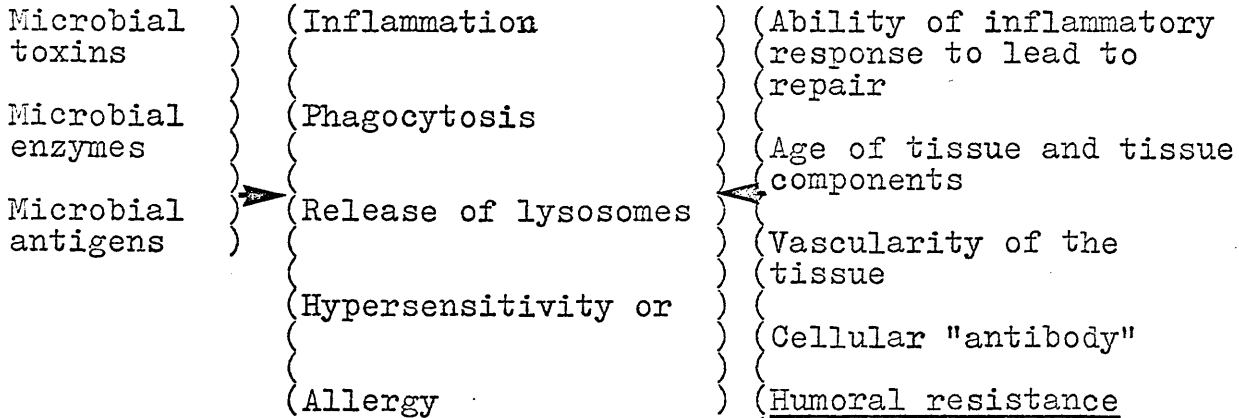 Microbial
toxins
Microbial
enzymes
Microbial
antigens
(Inflammation
(Phagocytosis
(Release of lysosomes
(Hypersensitivity or
(Allergy
(Ability of inflammatory
(response to lead to
(repair
(Age of tissue and tissue
(components
(Vascularity of the
(tissue
(Cellular "antibody"
(Humoral resistance